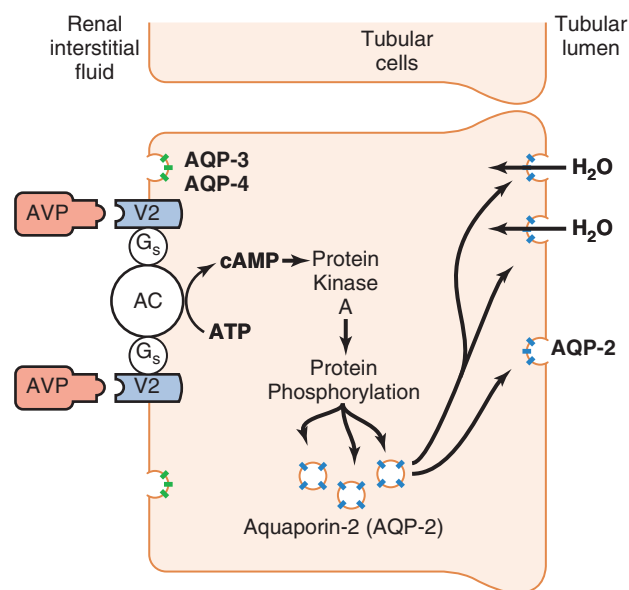 Renal
interstitial
fluid
Tubular
cells
Tubular
lumen
AQP-3
AQP-4
H₂O
AVP
V2
Gₛ
H₂O
cAMP
Protein
Kinase
A
AC
ATP
Gₛ
AQP-2
AVP
V2
Protein
Phosphorylation
Aquaporin-2 (AQP-2)